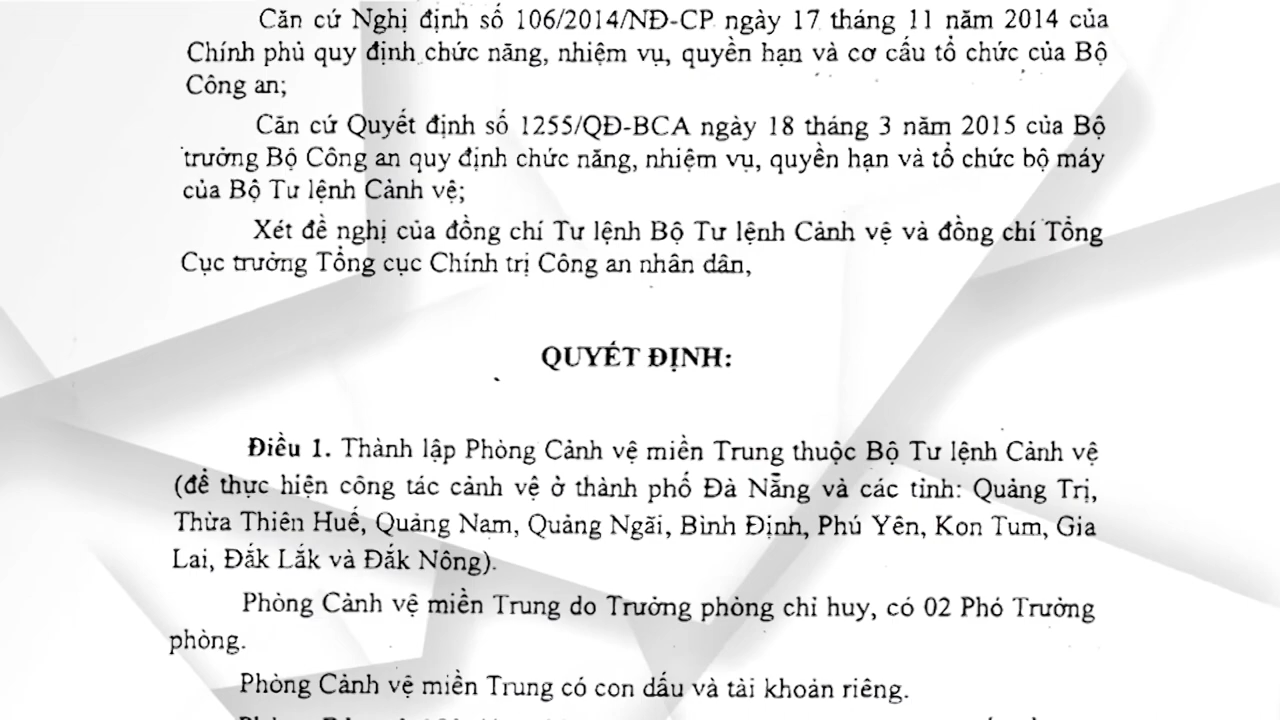 Căn cứ Nghị định số 106/2014/NĐ-CP ngày 17 tháng 11 năm 2014 của
Chính phủ quy định chức năng, nhiệm vụ, quyền hạn và cơ cấu tổ chức của Bộ
Công an;
Căn cứ Quyết định số 1255/QĐ-BCA ngày 18 tháng 3 năm 2015 của Bộ
trưởng Bộ Công an quy định chức năng, nhiệm vụ, quyền hạn và tổ chức bộ máy
của Bộ Tư lệnh Cảnh vệ;
Xét đề nghị của đồng chí Tư lệnh Bộ Tư lệnh Cảnh vệ và đồng chí Tổng
Cục trưởng Tổng cục Chính trị Công an nhân dân,
QUYẾT ĐỊNH:
Điều 1. Thành lập Phòng Cảnh vệ miền Trung thuộc Bộ Tư lệnh Cảnh vệ
(để thực hiện công tác cảnh vệ ở thành phố Đà Nẵng và các tỉnh: Quảng Trị,
Thừa Thiên Huế, Quảng Nam, Quảng Ngãi, Bình Định, Phú Yên, Kon Tum, Gia
Lai, Đắk Lắk và Đắk Nông).
Phòng Cảnh vệ miền Trung do Trưởng phòng chỉ huy, có 02 Phó Trưởng
phòng.
Phòng Cảnh vệ miền Trung có con dấu và tài khoản riêng.